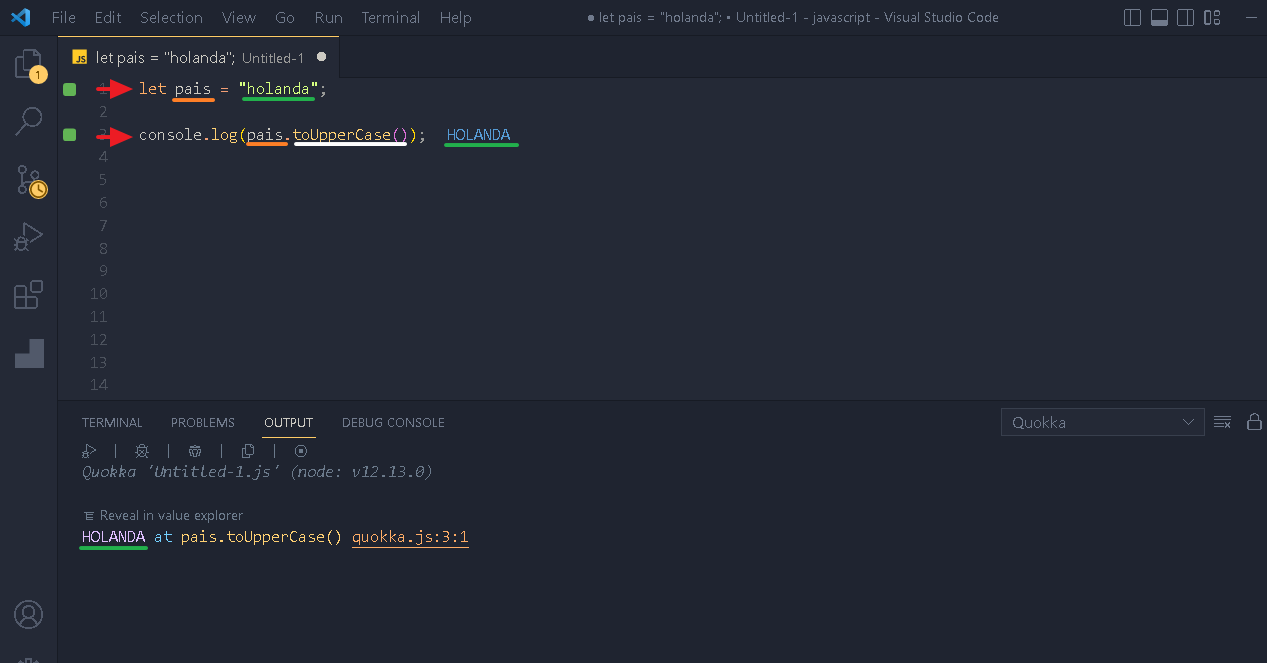 File Edit Selection View Go Run Terminal Help ● let pais = "holanda"; • Untitled-1 - javascript - Visual Studio Code
JS let pais = "holanda"; Untitled-1
1
1 let pais = "holanda";
2
3 console.log(pais.toUpperCase()); HOLANDA
4
5
6
7
8
9
10
11
12
13
14
TERMINAL PROBLEMS OUTPUT DEBUG CONSOLE Quokka
Quokka 'Untitled-1.js' (node: v12.13.0)
Reveal in value explorer
HOLANDA at pais.toUpperCase() quokka.js:3:1